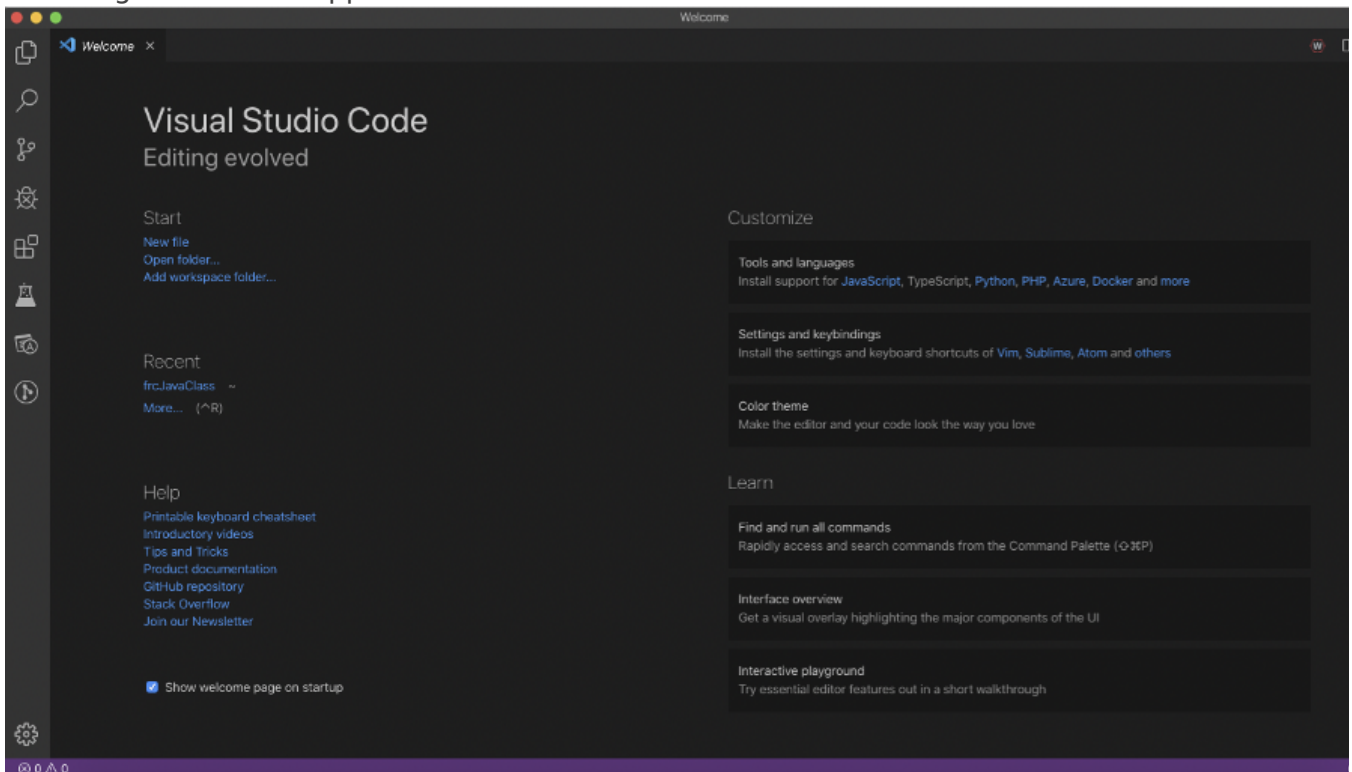 Welcome
Welcome ×
W
Visual Studio Code
Editing evolved
Start
New file
Open folder...
Add workspace folder...
Recent
frcJavaClass ~
More... (^R)
Help
Printable keyboard cheatsheet
Introductory videos
Tips and Tricks
Product documentation
GitHub repository
Stack Overflow
Join our Newsletter
Show welcome page on startup
Customize
Tools and languages
Install support for JavaScript, TypeScript, Python, PHP, Azure, Docker and more
Settings and keybindings
Install the settings and keyboard shortcuts of Vim, Sublime, Atom and others
Color theme
Make the editor and your code look the way you love
Learn
Find and run all commands
Rapidly access and search commands from the Command Palette (⇧⌘P)
Interface overview
Get a visual overlay highlighting the major components of the UI
Interactive playground
Try essential editor features out in a short walkthrough
0 0